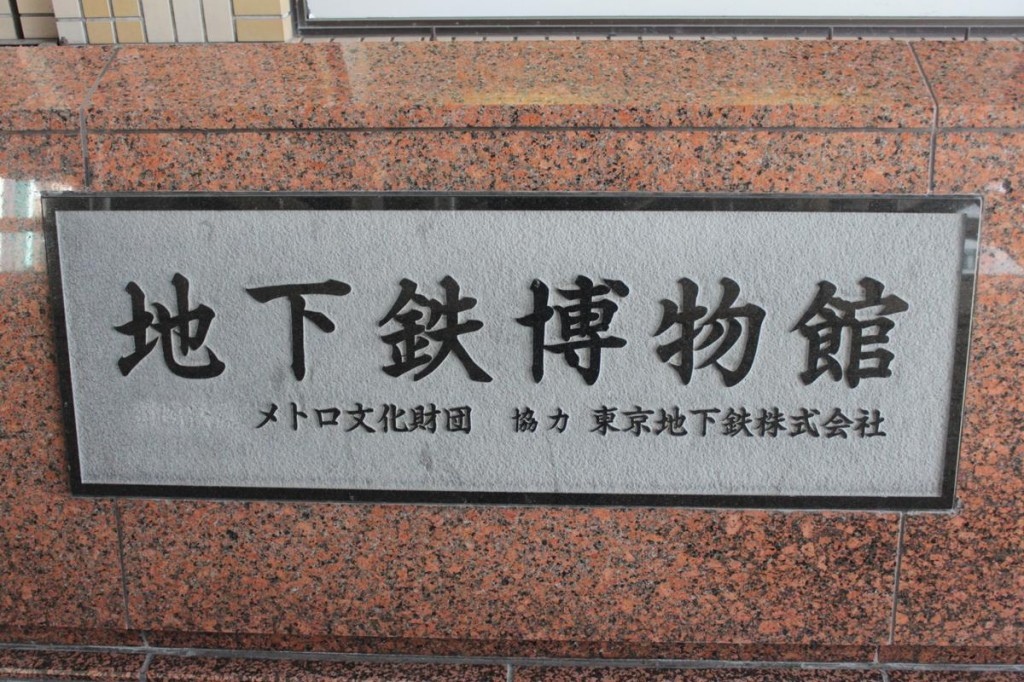 地下鉄博物館
メトロ文化財団　協力 東京地下鉄株式会社